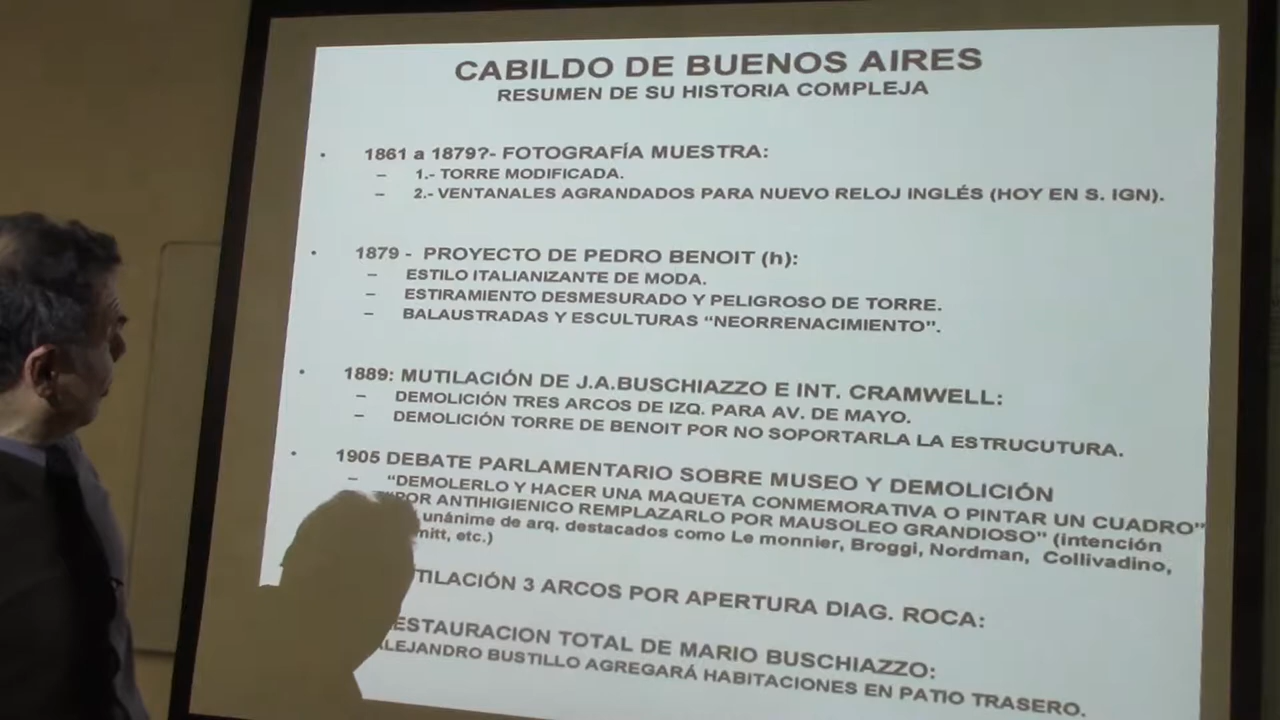 CABILDO DE BUENOS AIRES
RESUMEN DE SU HISTORIA COMPLEJA
• 1861 a 1879?- FOTOGRAFÍA MUESTRA:
– 1.- TORRE MODIFICADA.
– 2.- VENTANALES AGRANDADOS PARA NUEVO RELOJ INGLÉS (HOY EN S. IGN).
• 1879 - PROYECTO DE PEDRO BENOIT (h):
– ESTILO ITALIANIZANTE DE MODA.
– ESTIRAMIENTO DESMESURADO Y PELIGROSO DE TORRE.
– BALAUSTRADAS Y ESCULTURAS “NEORRENACIMIENTO”.
• 1889: MUTILACIÓN DE J.A.BUSCHIAZZO E INT. CRAMWELL:
– DEMOLICIÓN TRES ARCOS DE IZQ. PARA AV. DE MAYO.
– DEMOLICIÓN TORRE DE BENOIT POR NO SOPORTARLA LA ESTRUCUTURA.
• 1905 DEBATE PARLAMENTARIO SOBRE MUSEO Y DEMOLICIÓN
– “DEMOLERLO Y HACER UNA MAQUETA CONMEMORATIVA O PINTAR UN CUADRO”
“POR ANTIHIGIENICO REMPLAZARLO POR MAUSOLEO GRANDIOSO” (intención
unánime de arq. destacados como Le monnier, Broggi, Nordman, Collivadino,
etc.)
3 ARCOS POR APERTURA DIAG. ROCA:
TOTAL DE MARIO BUSCHIAZZO:
ALEJANDRO BUSTILLO AGREGARÁ HABITACIONES EN PATIO TRASERO.